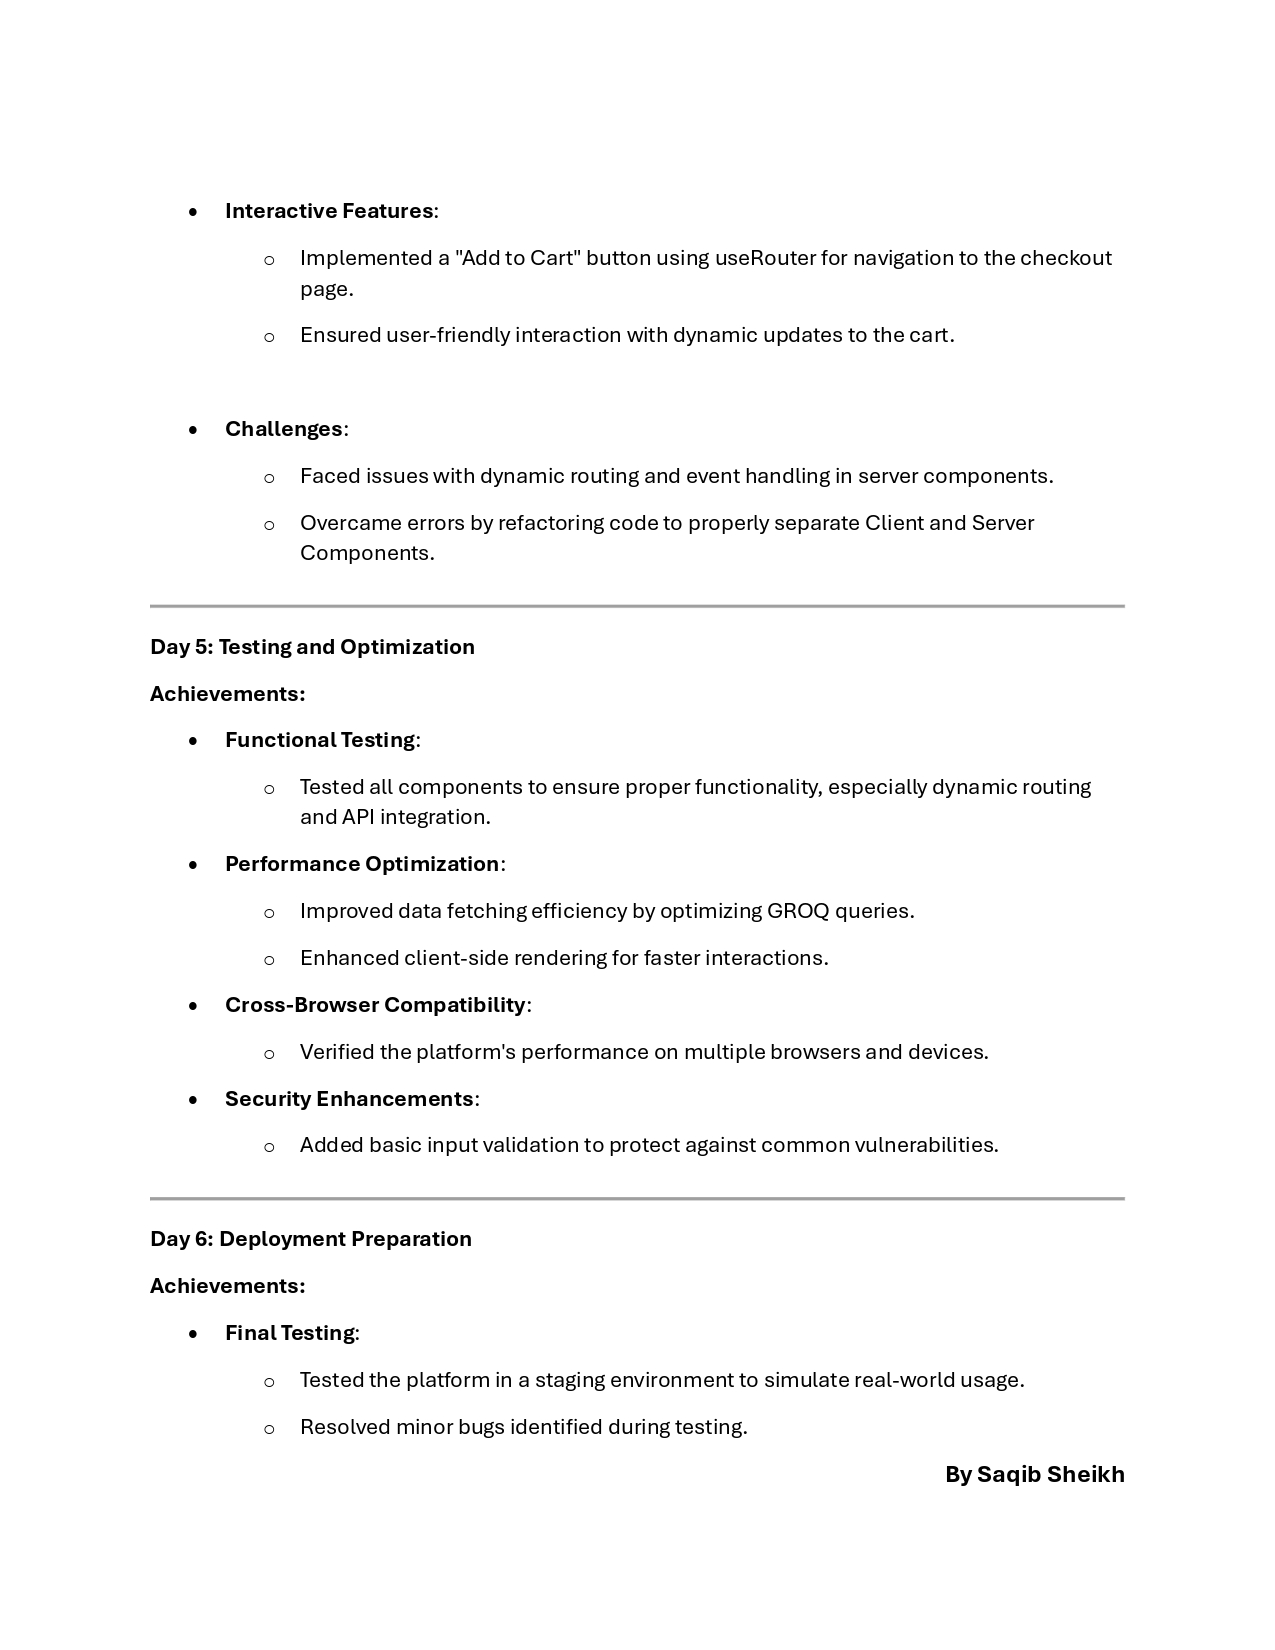 • Interactive Features:
o Implemented a "Add to Cart" button using useRouter for navigation to the checkout
page.
o Ensured user-friendly interaction with dynamic updates to the cart.
• Challenges:
o Faced issues with dynamic routing and event handling in server components.
o Overcame errors by refactoring code to properly separate Client and Server
Components.
Day 5: Testing and Optimization
Achievements:
• Functional Testing:
o Tested all components to ensure proper functionality, especially dynamic routing
and API integration.
• Performance Optimization:
o Improved data fetching efficiency by optimizing GROQ queries.
o Enhanced client-side rendering for faster interactions.
• Cross-Browser Compatibility:
o Verified the platform's performance on multiple browsers and devices.
• Security Enhancements:
o Added basic input validation to protect against common vulnerabilities.
Day 6: Deployment Preparation
Achievements:
• Final Testing:
o Tested the platform in a staging environment to simulate real-world usage.
o Resolved minor bugs identified during testing.
By Saqib Sheikh